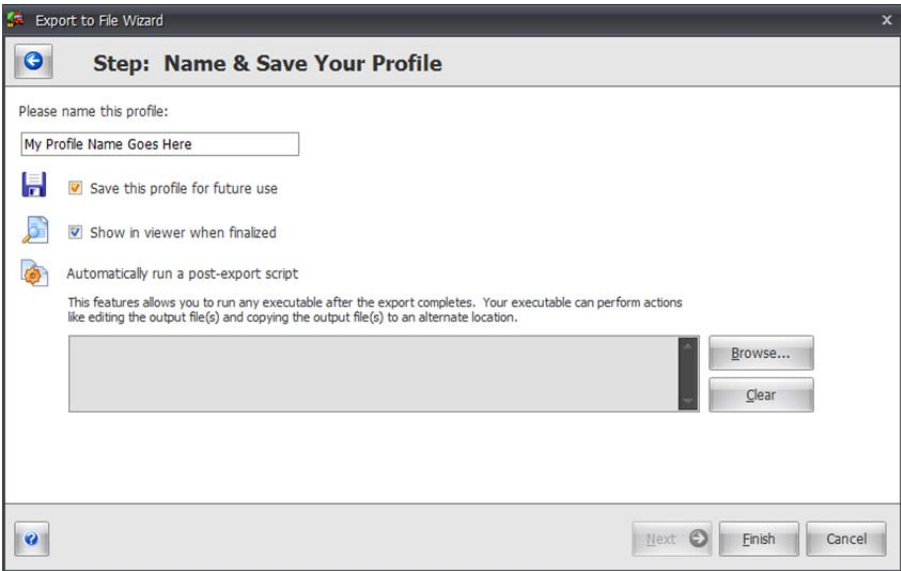 Export to File Wizard
x
Step: Name & Save Your Profile
Please name this profile:
My Profile Name Goes Here
Save this profile for future use
Show in viewer when finalized
Automatically run a post-export script
This features allows you to run any executable after the export completes. Your executable can perform actions
like editing the output file(s) and copying the output file(s) to an alternate location.
Browse...
Clear
?
Next
Finish
Cancel